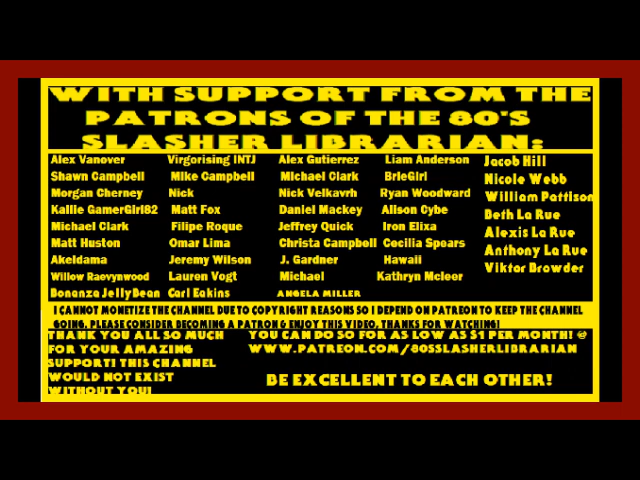 WITH SUPPORT FROM THE
PATRONS OF THE 80'S
SLASHER LIBRARIAN:
Alex Vanover Virgorising INTJ Alex Gutierrez Liam Anderson Jacob Hill
Shawn Campbell Mike Campbell Michael Clark BrieGirl Nicole Webb
Morgan Cherney Nick Nick Velkavrh Ryan Woodward William Pattison
Kallie GamerGirl82 Matt Fox Daniel Mackey Alison Cybe Beth La Rue
Michael Clark Filipe Roque Jeffrey Quick Iron Elixa Alexis La Rue
Matt Huston Omar Lima Christa Campbell Cecilia Spears Anthony La Rue
Akeldama Jeremy Wilson J. Gardner Hawaii Viktor Browder
Willow Raevynwood Lauren Vogt Michael Kathryn Mcleer
Bonanza JellyBean Carl Eakins ANGELA MILLER
I CANNOT MONETIZE THE CHANNEL DUE TO COPYRIGHT REASONS SO I DEPEND ON PATREON TO KEEP THE CHANNEL
GOING. PLEASE CONSIDER BECOMING A PATRON & ENJOY THIS VIDEO. THANKS FOR WATCHING!
THANK YOU ALL SO MUCH
FOR YOUR AMAZING
SUPPORT! THIS CHANNEL
WOULD NOT EXIST
WITHOUT YOU!
YOU CAN DO SO FOR AS LOW AS $1 PER MONTH! @
WWW.PATREON.COM/80SSLASHERLIBRARIAN
BE EXCELLENT TO EACH OTHER!